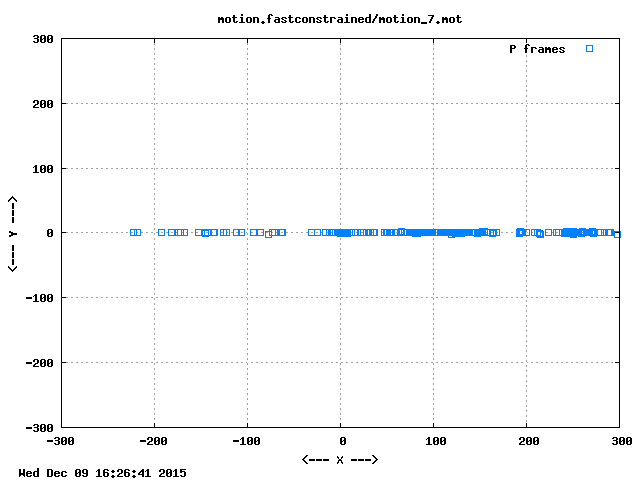 motion.fastconstrained/motion_7.mot
300
P frames
200
100
<--- Y --->
0
-100
-200
-300
-300 -200 -100 0 100 200 300
<--- X --->
Wed Dec 09 16:26:41 2015